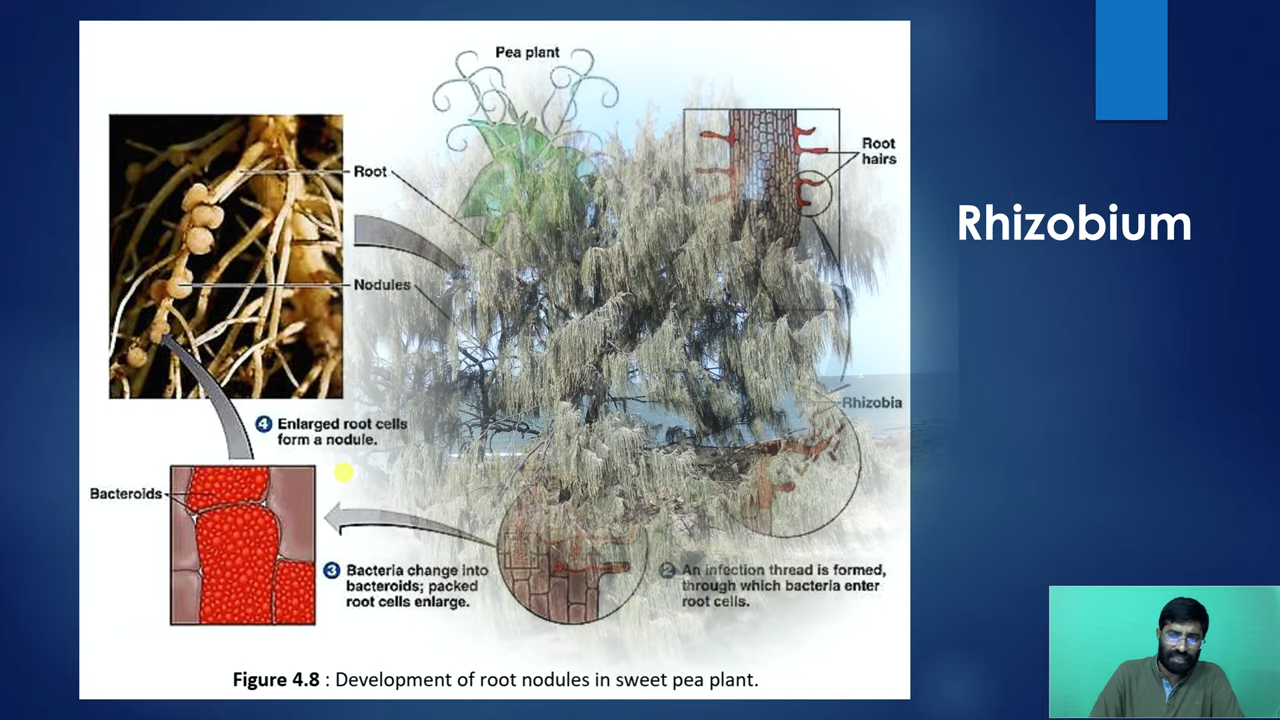 Pea plant
Root
hairs
Root
Rhizobium
Nodules
Rhizobia
4 Enlarged root cells
form a nodule.
Bacteroids
3 Bacteria change into
bacteroids; packed
root cells enlarge.
2 An infection thread is formed,
through which bacteria enter
root cells.
Figure 4.8 : Development of root nodules in sweet pea plant.